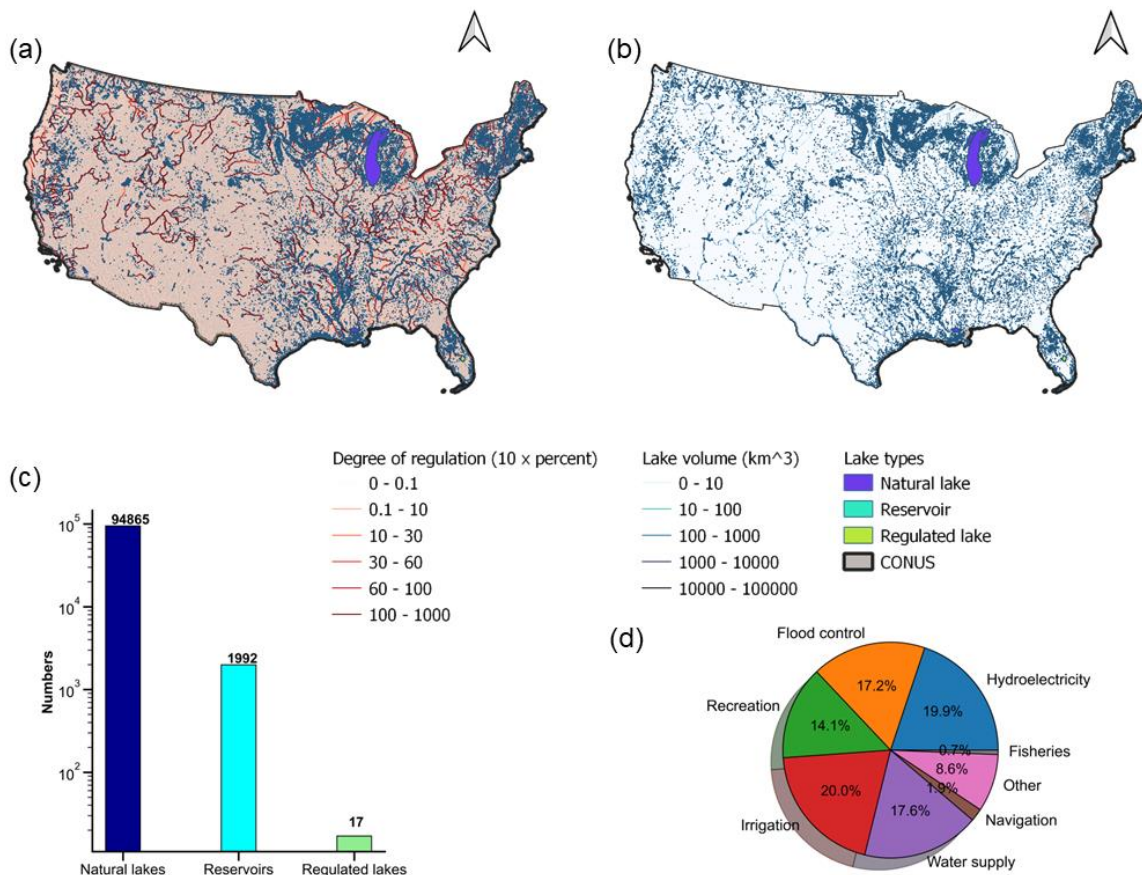 (a)
(b)
(c)
Degree of regulation (10 x percent)
0 - 0.1
0.1 - 10
10 - 30
30 - 60
60 - 100
100 - 1000
Lake volume (km^3)
0 - 10
10 - 100
100 - 1000
1000 - 10000
10000 - 100000
Lake types
Natural lake
Reservoir
Regulated lake
CONUS
Numbers
10^5
10^4
10^3
10^2
94865
1992
17
Natural lakes
Reservoirs
Regulated lakes
(d)
Flood control
17.2%
Hydroelectricity
19.9%
Recreation
14.1%
0.7%
Fisheries
8.6%
Other
1.9%
Navigation
Irrigation
20.0%
17.6%
Water supply